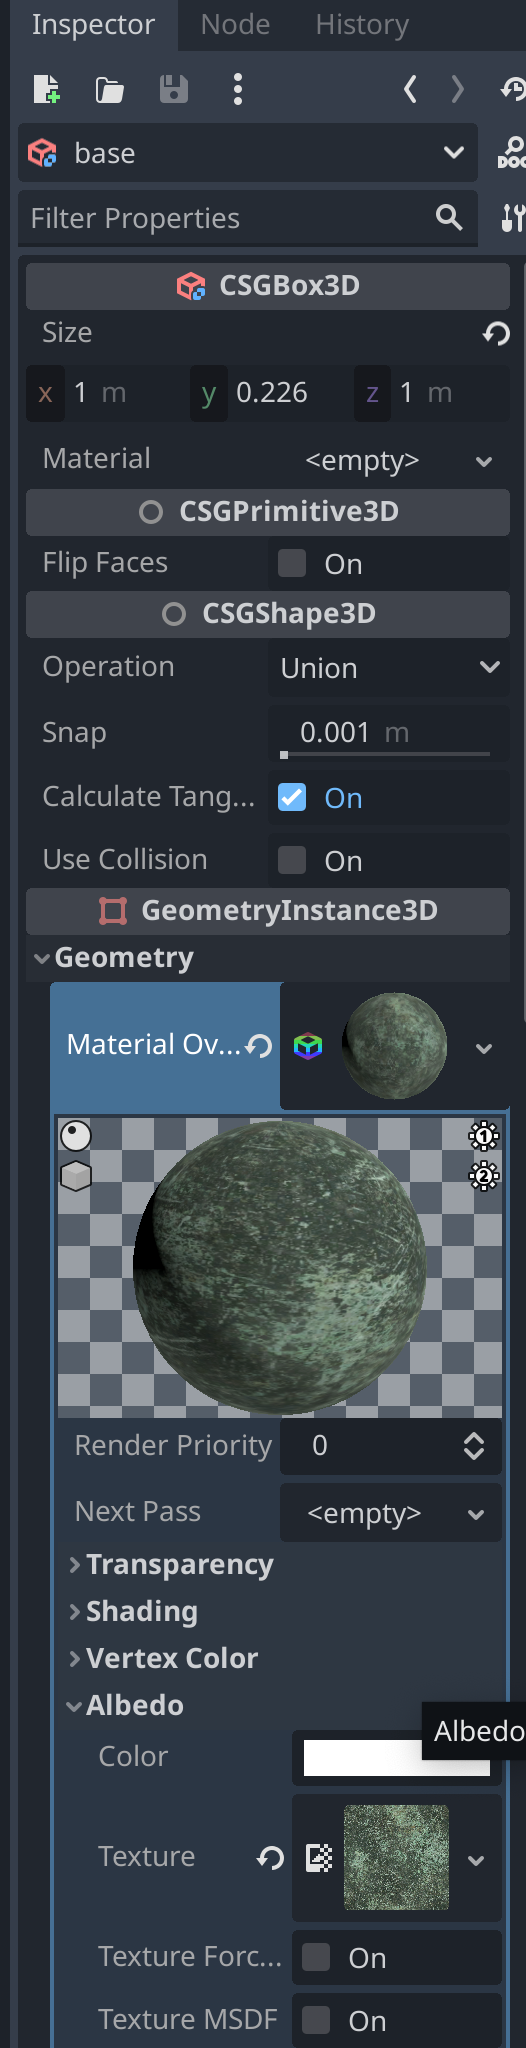 Inspector Node History
base
DOC
Filter Properties
CSGBox3D
Size
x 1 m y 0.226 z 1 m
Material <empty>
CSGPrimitive3D
Flip Faces On
CSGShape3D
Operation Union
Snap 0.001 m
Calculate Tang... On
Use Collision On
GeometryInstance3D
Geometry
Material Ov...
1
2
Render Priority 0
Next Pass <empty>
Transparency
Shading
Vertex Color
Albedo
Albedo
Color
Texture
Texture Forc... On
Texture MSDF On